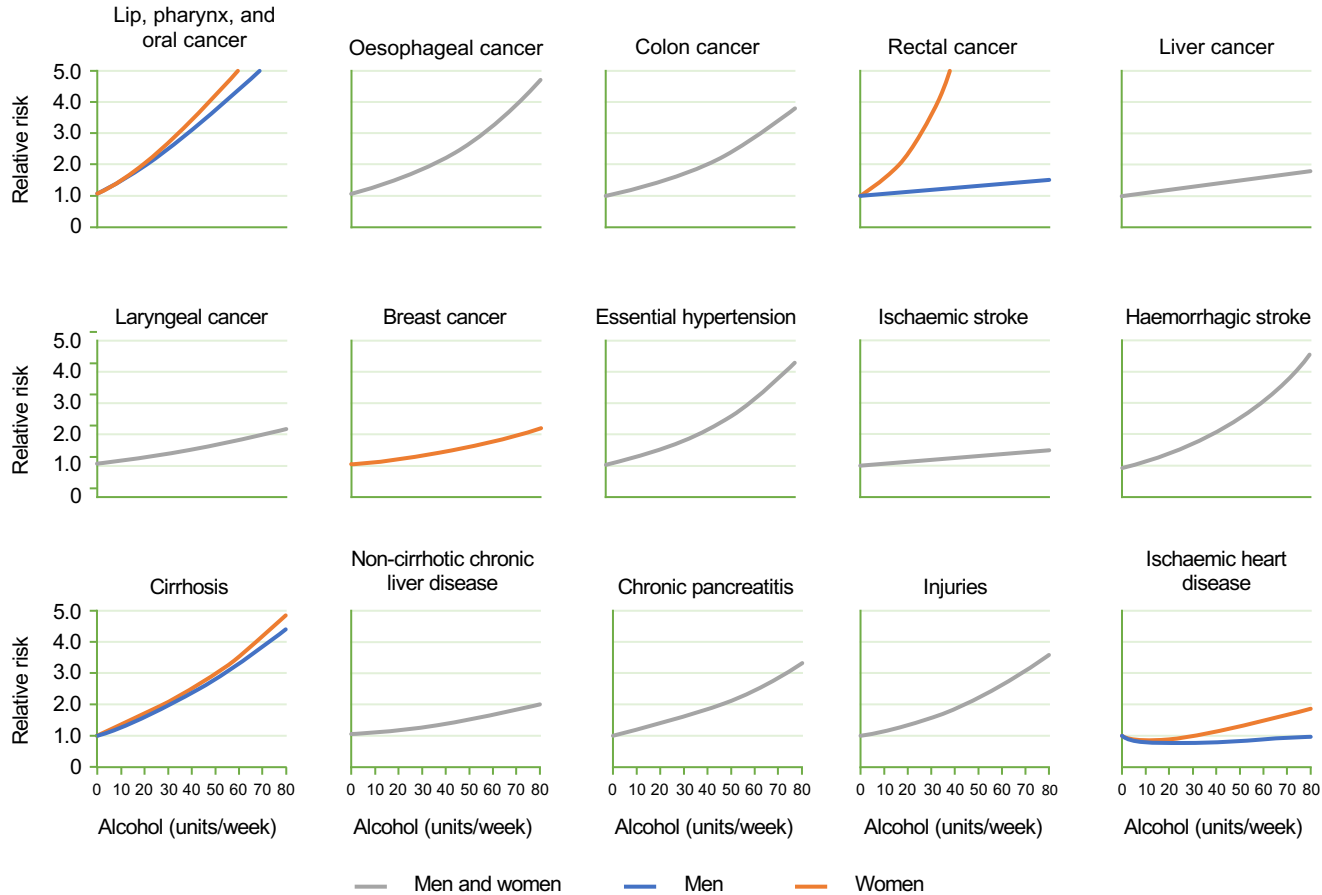 Lip, pharynx, and
oral cancer
Oesophageal cancer
Colon cancer
Rectal cancer
Liver cancer
Relative risk
5.0
4.0
3.0
2.0
1.0
0
Laryngeal cancer
Breast cancer
Essential hypertension
Ischaemic stroke
Haemorrhagic stroke
Relative risk
5.0
4.0
3.0
2.0
1.0
0
Cirrhosis
Non-cirrhotic chronic
liver disease
Chronic pancreatitis
Injuries
Ischaemic heart
disease
Relative risk
5.0
4.0
3.0
2.0
1.0
0
0 10 20 30 40 50 60 70 80
0 10 20 30 40 50 60 70 80
0 10 20 30 40 50 60 70 80
0 10 20 30 40 50 60 70 80
0 10 20 30 40 50 60 70 80
Alcohol (units/week)
Alcohol (units/week)
Alcohol (units/week)
Alcohol (units/week)
Alcohol (units/week)
Men and women
Men
Women